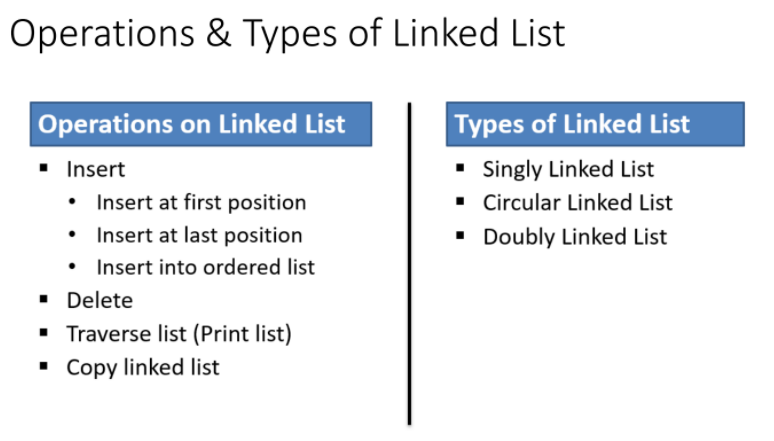 Operations & Types of Linked List
Operations on Linked List
▪ Insert
• Insert at first position
• Insert at last position
• Insert into ordered list
▪ Delete
▪ Traverse list (Print list)
▪ Copy linked list
Types of Linked List
▪ Singly Linked List
▪ Circular Linked List
▪ Doubly Linked List